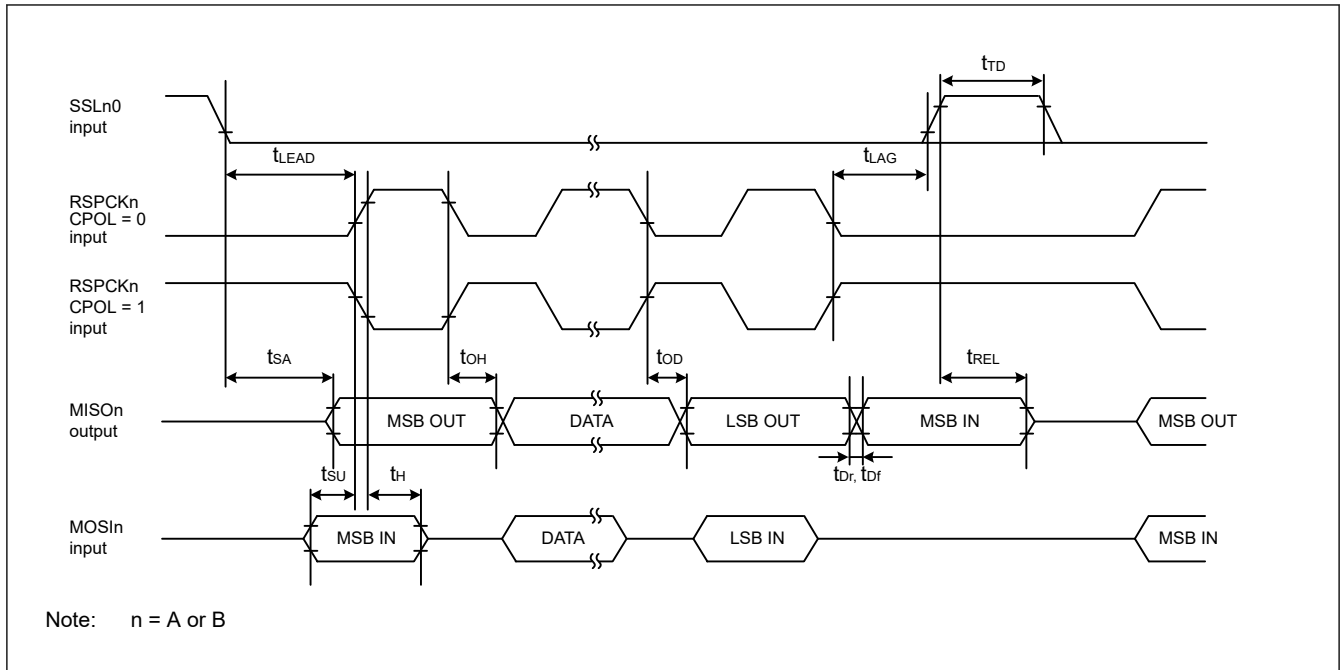 tTD
SSLn0
input
tLEAD
tLAG
RSPCKn
CPOL = 0
input
RSPCKn
CPOL = 1
input
tSA
tOH
tOD
tREL
MISOn
output
MSB OUT
DATA
LSB OUT
MSB IN
MSB OUT
tSU
tH
tDr, tDf
MOSIn
input
MSB IN
DATA
LSB IN
MSB IN
Note: n = A or B